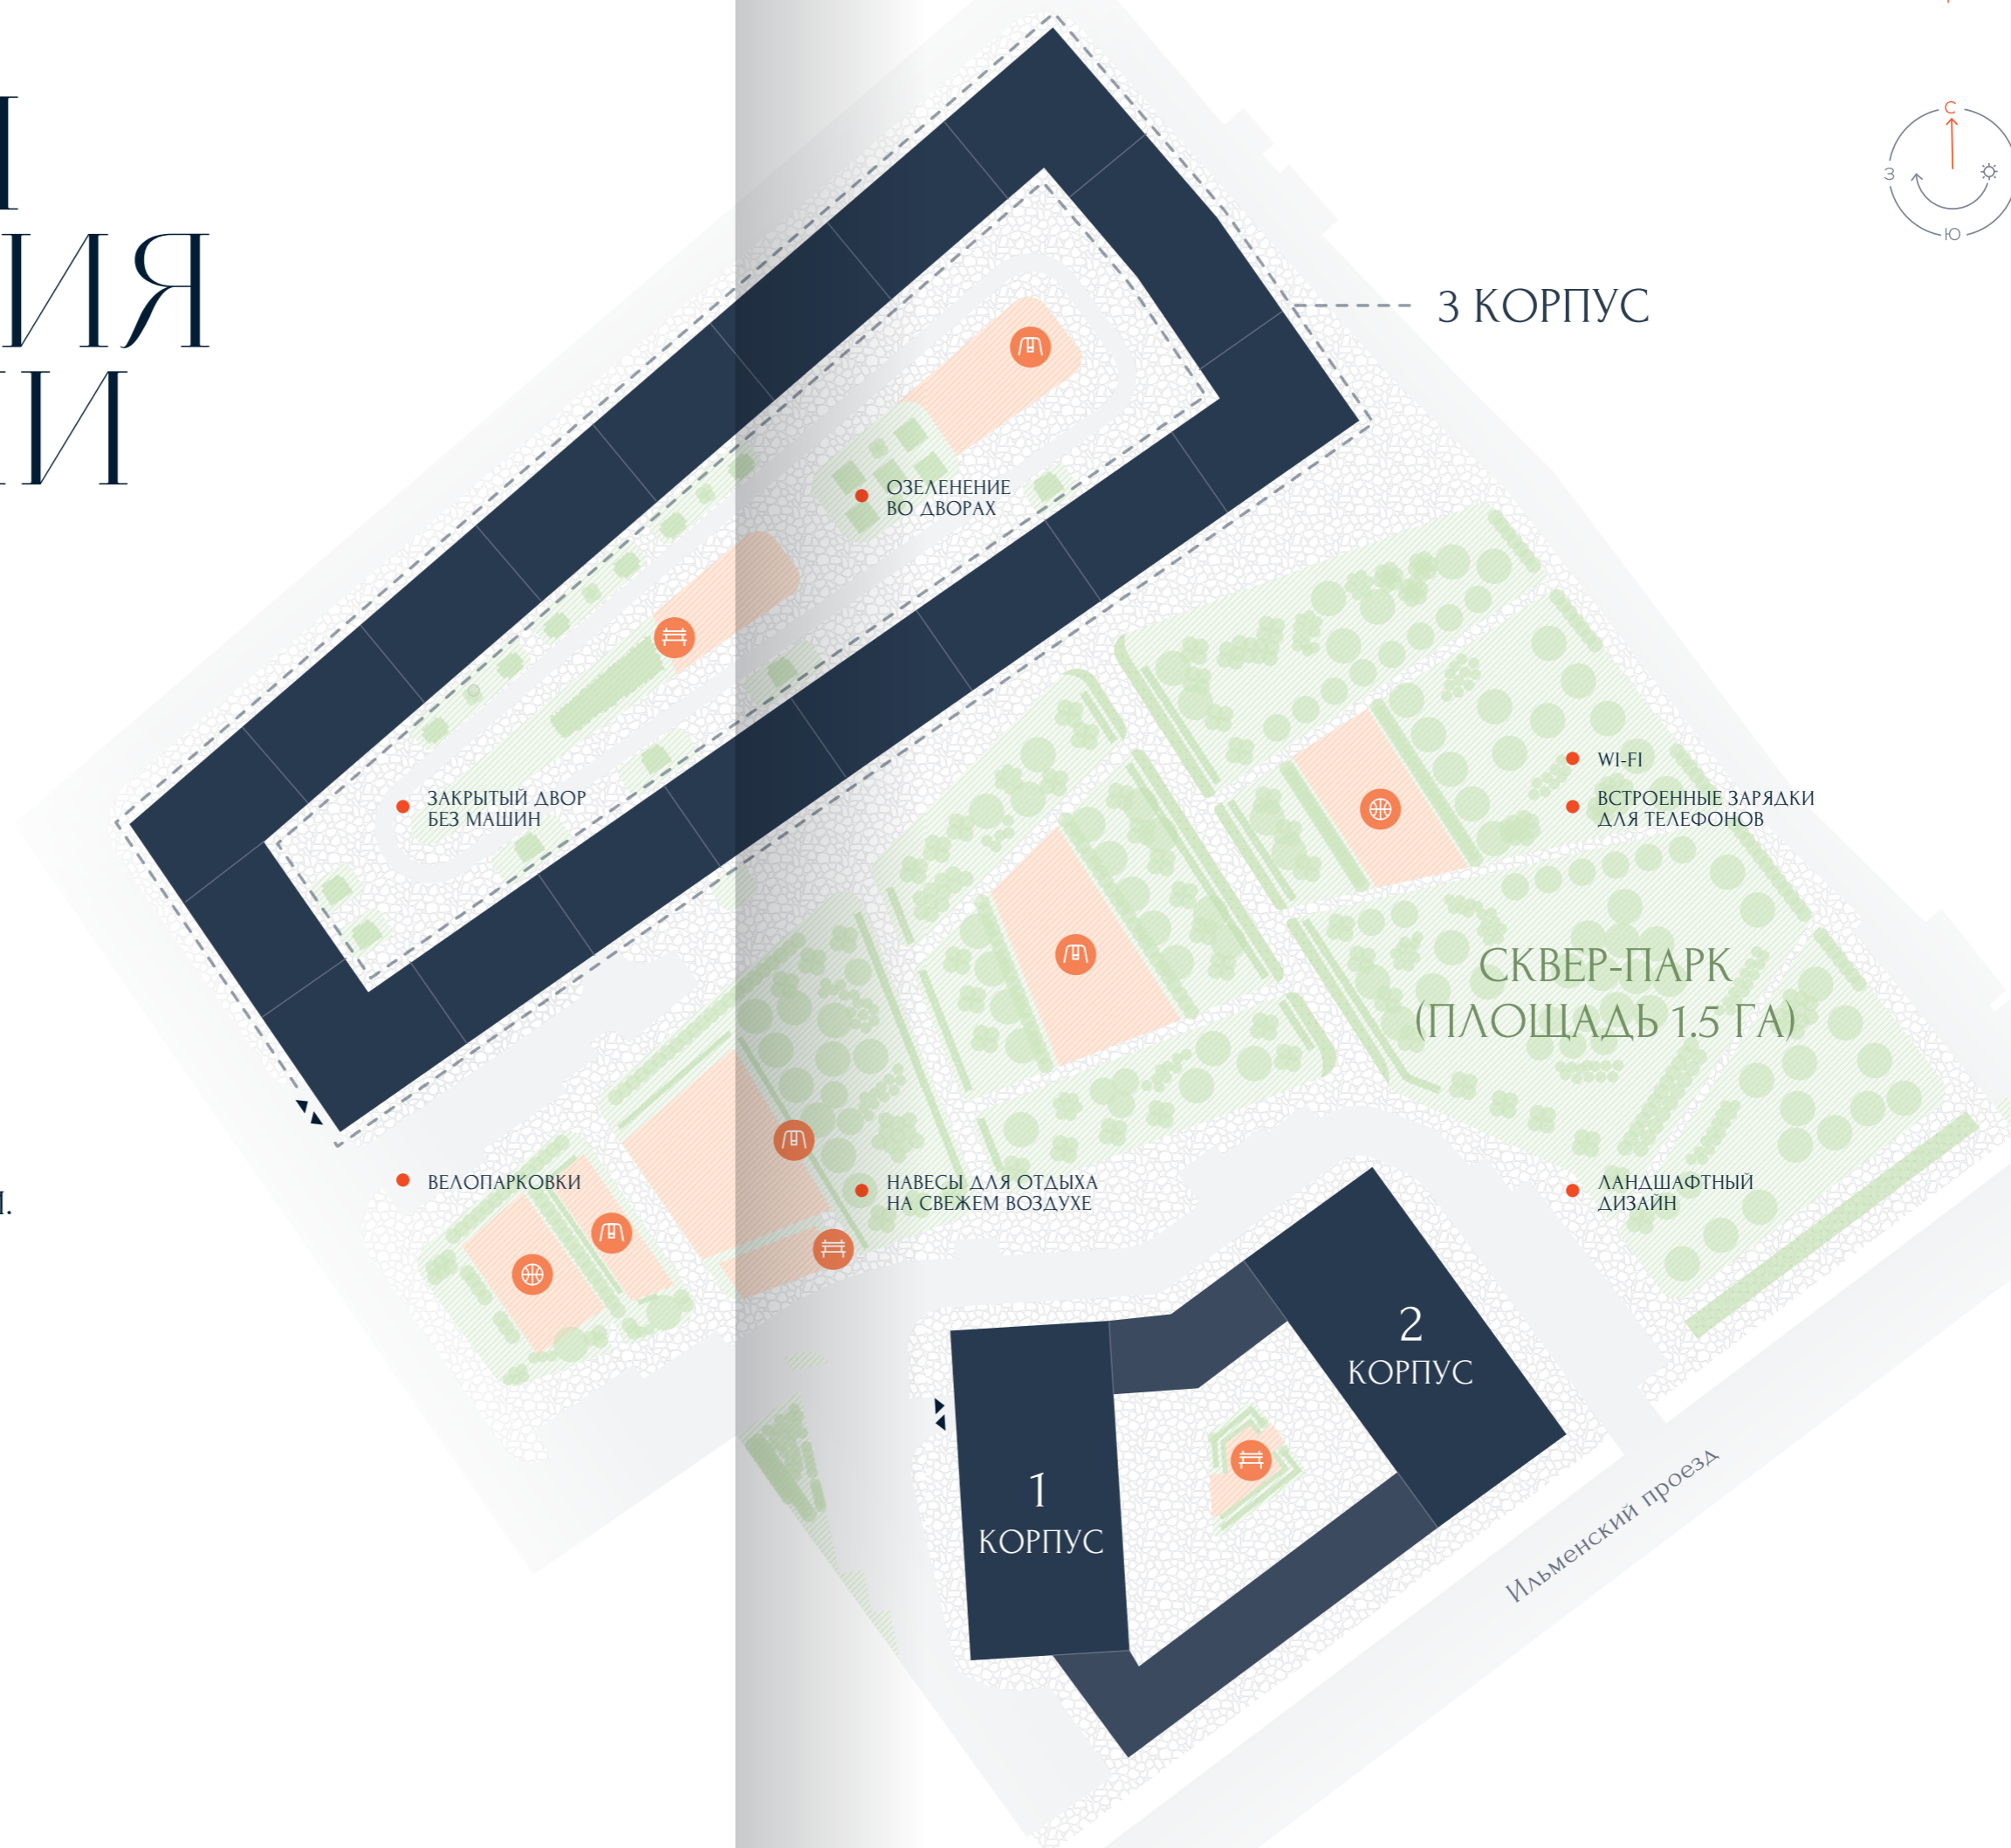 ИЯ
С
З
Ю
3 КОРПУС
ОЗЕЛЕНЕНИЕ
ВО ДВОРАХ
WI-FI
ЗАКРЫТЫЙ ДВОР
БЕЗ МАШИН
ВСТРОЕННЫЕ ЗАРЯДКИ
ДЛЯ ТЕЛЕФОНОВ
СКВЕР-ПАРК
(ПЛОЩАДЬ 1.5 ГА)
ВЕЛОПАРКОВКИ
НАВЕСЫ ДЛЯ ОТДЫХА
НА СВЕЖЕМ ВОЗДУХЕ
ЛАНДШАФТНЫЙ
ДИЗАЙН
2
КОРПУС
1
КОРПУС
Ильменский проезд